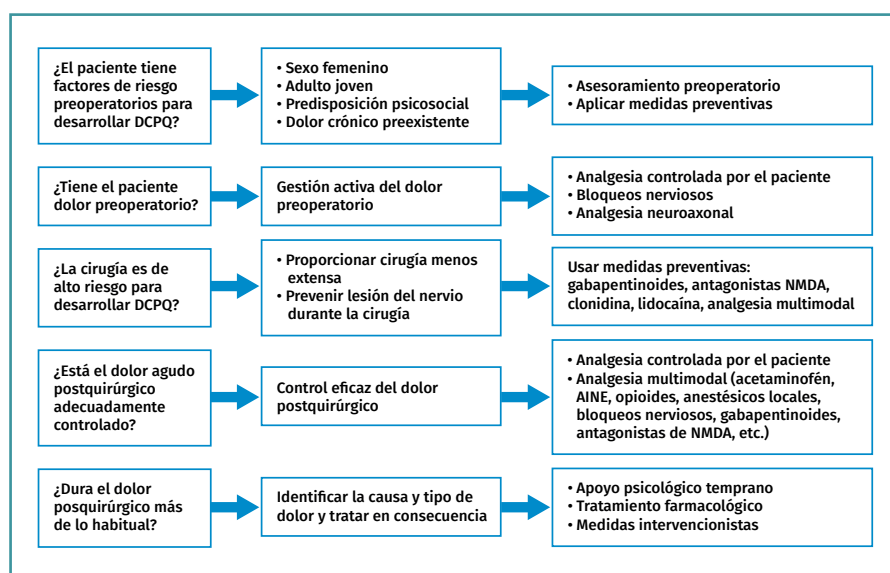 ¿El paciente tiene
factores de riesgo
preoperatorios para
desarrollar DCPQ?
• Sexo femenino
• Adulto joven
• Predisposición psicosocial
• Dolor crónico preexistente
• Asesoramiento preoperatorio
• Aplicar medidas preventivas
¿Tiene el paciente
dolor preoperatorio?
Gestión activa del dolor
preoperatorio
• Analgesia controlada por el paciente
• Bloqueos nerviosos
• Analgesia neuroaxonal
¿La cirugía es de
alto riesgo para
desarrollar DCPQ?
• Proporcionar cirugía menos
extensa
• Prevenir lesión del nervio
durante la cirugía
Usar medidas preventivas:
gabapentinoides, antagonistas NMDA,
clonidina, lidocaína, analgesia multimodal
¿Está el dolor agudo
postquirúrgico
adecuadamente
controlado?
Control eficaz del dolor
postquirúrgico
• Analgesia controlada por el paciente
• Analgesia multimodal (acetaminofén,
AINE, opioides, anestésicos locales,
bloqueos nerviosos, gabapentinoides,
antagonistas de NMDA, etc.)
¿Dura el dolor
posquirúrgico más
de lo habitual?
Identificar la causa y tipo de
dolor y tratar en consecuencia
• Apoyo psicológico temprano
• Tratamiento farmacológico
• Medidas intervencionistas